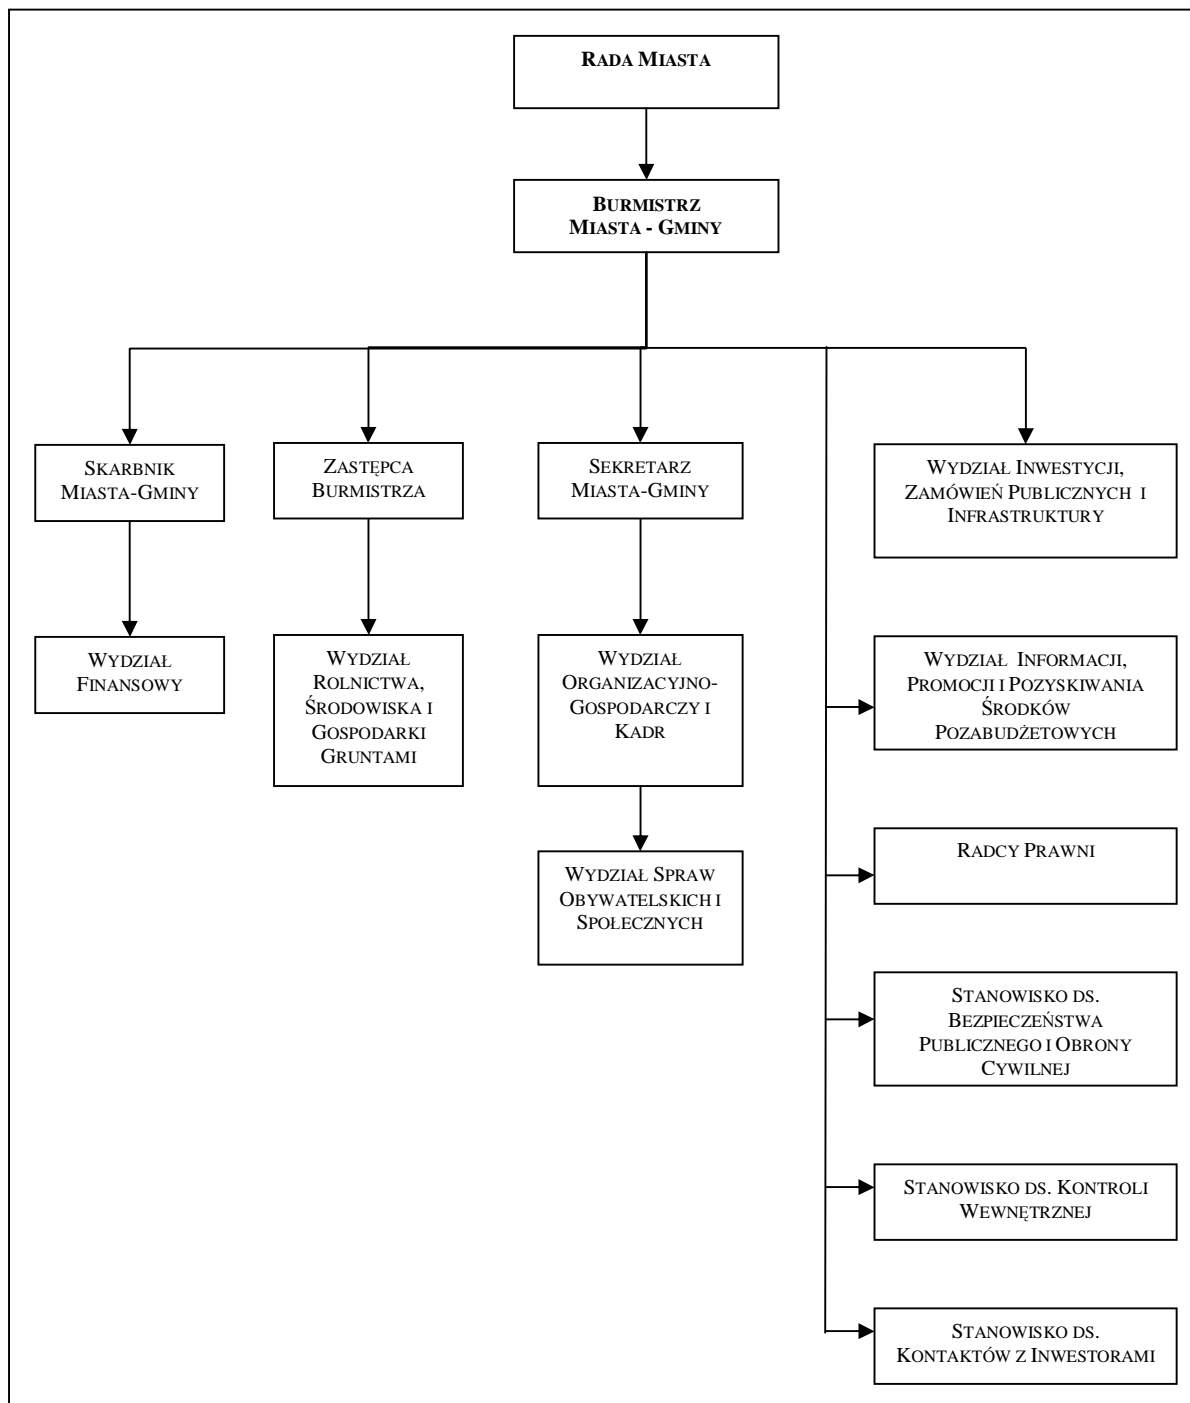 RADA MIASTA
BURMISTRZ
MIASTA - GMINY
SKARBNIK
MIASTA-GMINY
ZASTĘPCA
BURMISTRZA
SEKRETARZ
MIASTA-GMINY
WYDZIAŁ INWESTYCJI,
ZAMÓWIEŃ PUBLICZNYCH I
INFRASTRUKTURY
WYDZIAŁ
FINANSOWY
WYDZIAŁ
ROLNICTWA,
ŚRODOWISKA I
GOSPODARKI
GRUNTAMI
WYDZIAŁ
ORGANIZACYJNO-
GOSPODARCZY I
KADR
WYDZIAŁ INFORMACJI,
PROMOCJI I POZYSKIWANIA
ŚRODKÓW
POZABUDŻETOWYCH
WYDZIAŁ SPRAW
OBYWATELSKICH I
SPOŁECZNYCH
RADCY PRAWNI
STANOWISKO DS.
BEZPIECZEŃSTWA
PUBLICZNEGO I OBRONY
CYWILNEJ
STANOWISKO DS. KONTROLI
WEWNĘTRZNEJ
STANOWISKO DS.
KONTAKTÓW Z INWESTORAMI